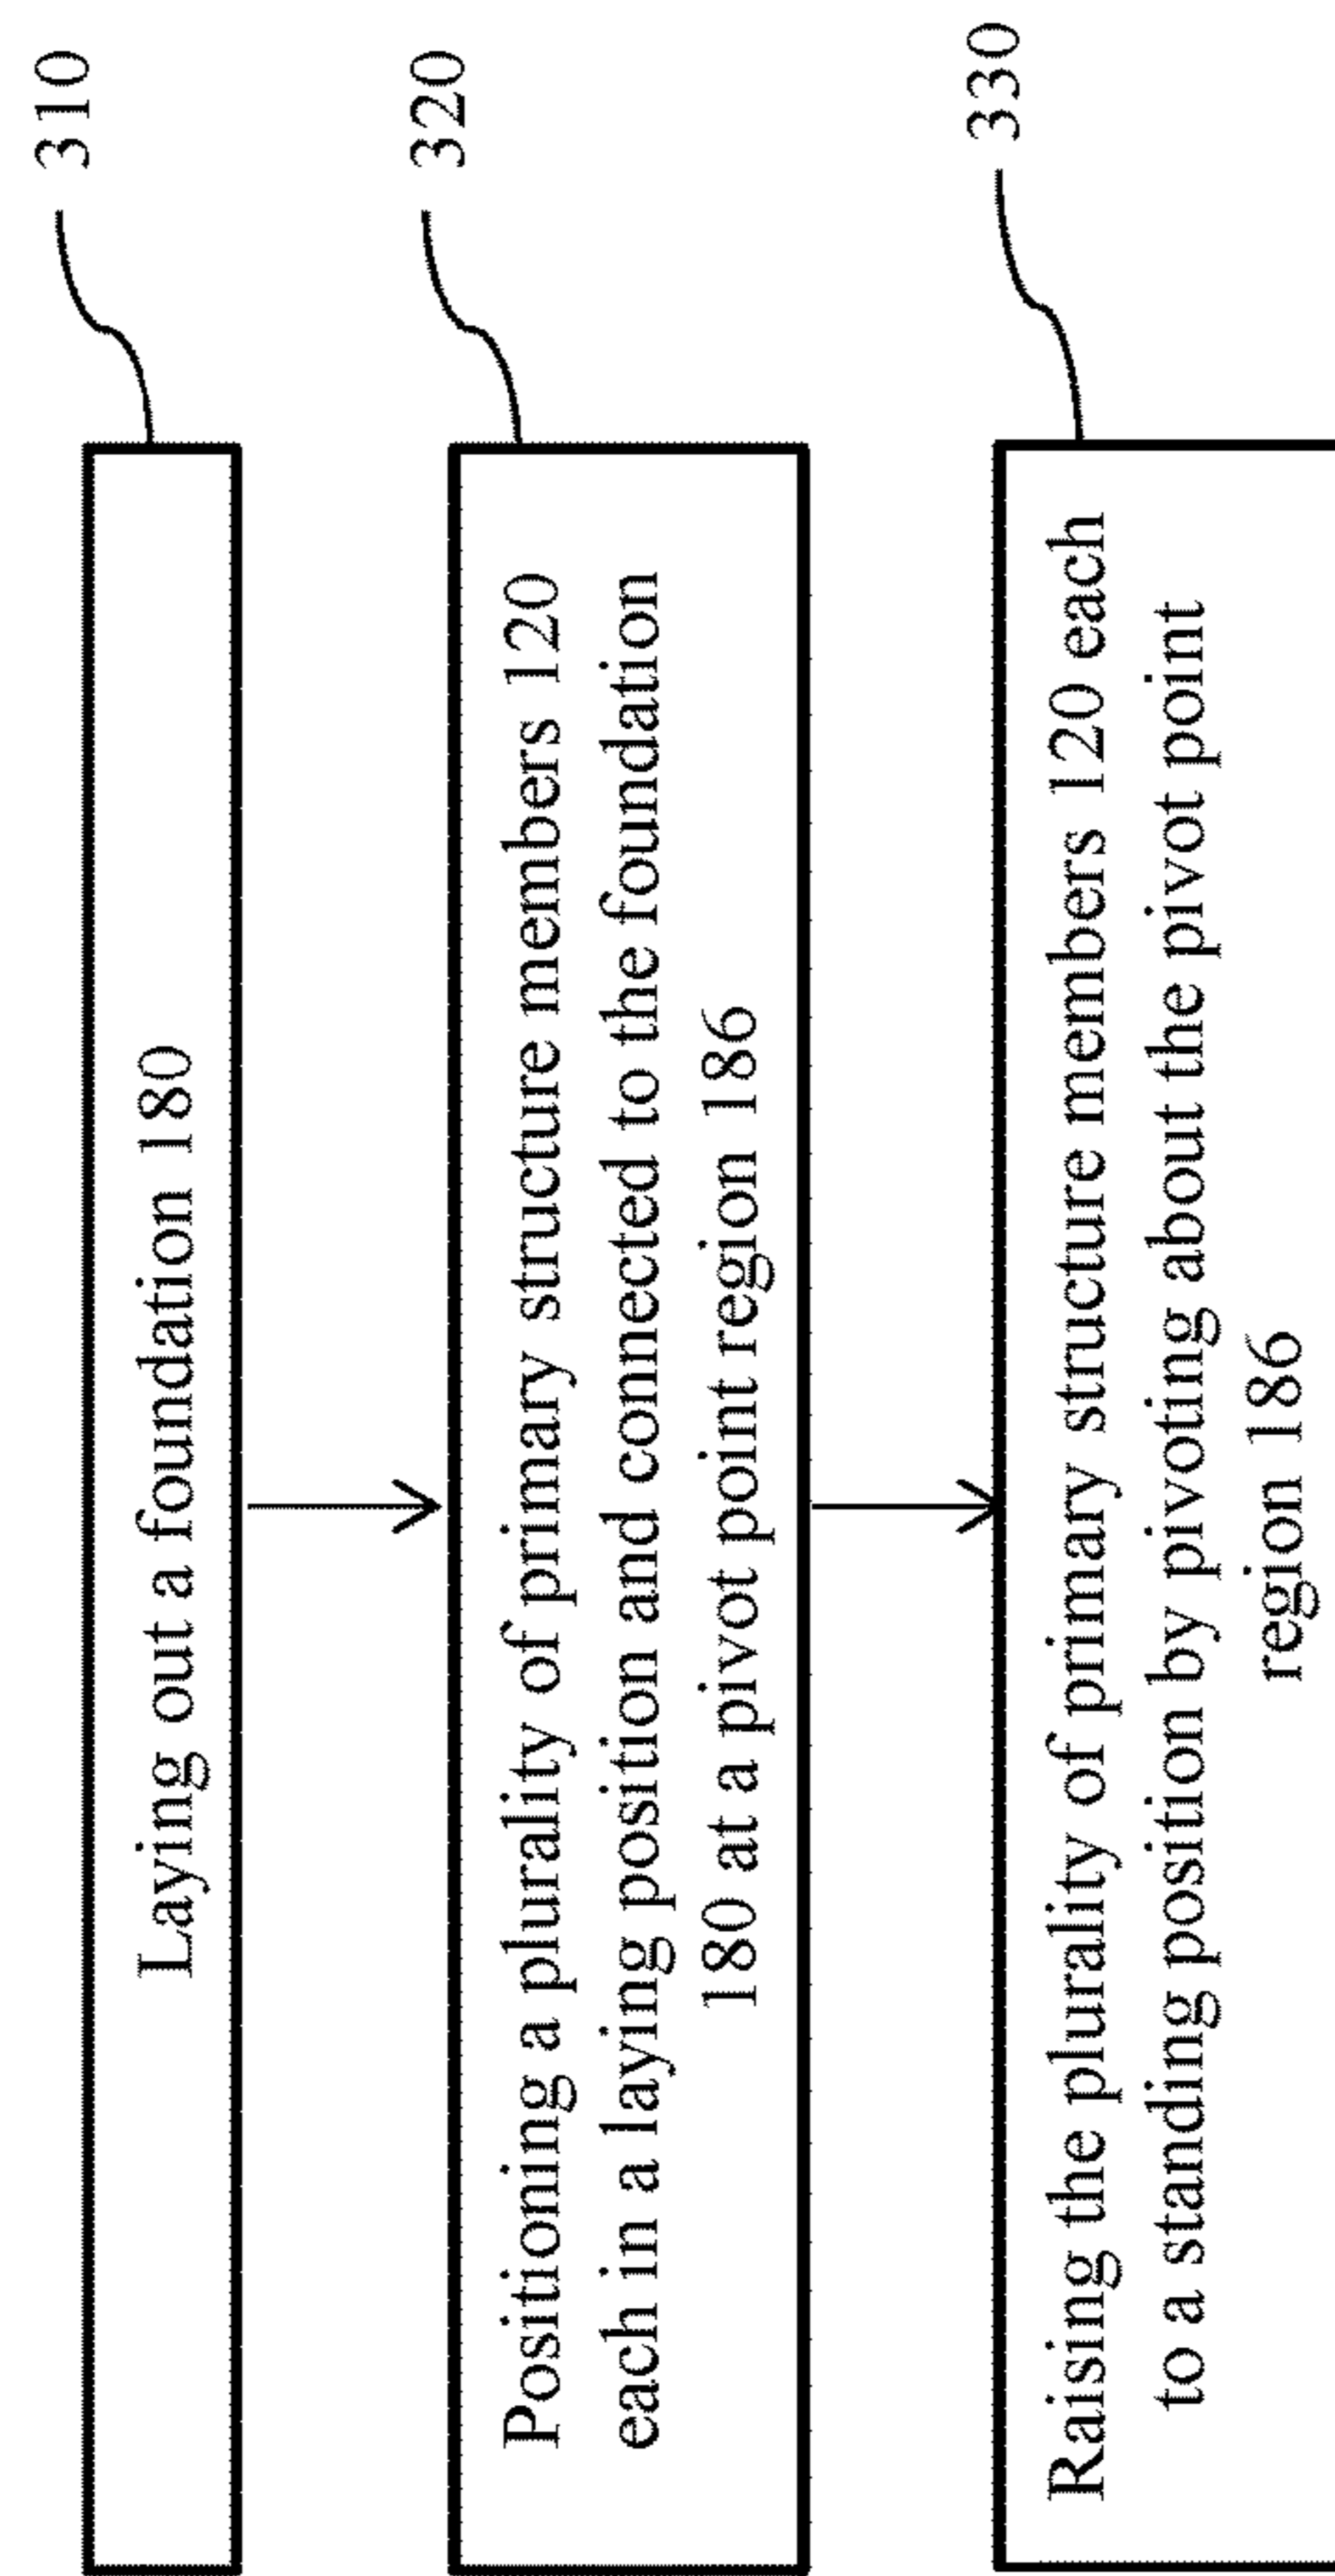 310
Laying out a foundation 180
320
Positioning a plurality of primary structure members 120
each in a laying position and connected to the foundation
180 at a pivot point region 186
330
Raising the plurality of primary structure members 120 each
to a standing position by pivoting about the pivot point
region 186